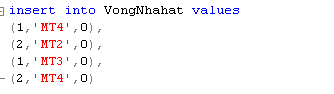 insert into VongNhahat values
(1,'MT4',0),
(2,'MT2',0),
(1,'MT3',0),
(2,'MT4',0)